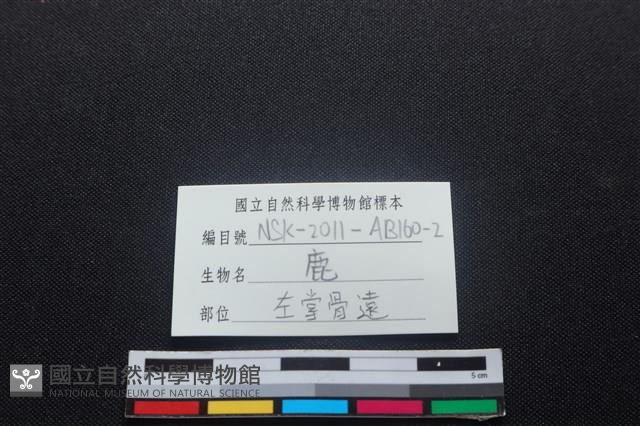 國立自然科學博物館標本
編目號 NSK-2011-AB160-2
生物名 鹿
部位 左掌骨遠
5 cm
國立自然科學博物館
NATIONAL MUSEUM OF NATURAL SCIENCE